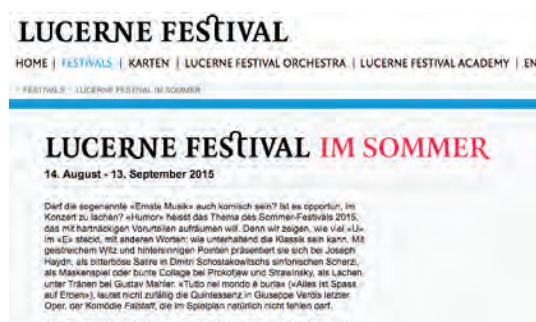 LUCERNE FESTIVAL
HOME | FESTIVALS | KARTEN | LUCERNE FESTIVAL ORCHESTRA | LUCERNE FESTIVAL ACADEMY | EN
FESTIVALS LUCERNE FESTIVAL IM SOMMER
LUCERNE FESTIVAL IM SOMMER
14. August - 13. September 2015
Darf die sogenannte «Ernste Musik» auch komisch sein? Ist es opportun, im
Konzert zu lachen? «Humor» heisst das Thema des Sommer-Festivals 2015,
das mit hartnäckigen Vorurteilen aufräumen will. Denn wir zeigen, wie viel «U»
im «E» steckt, mit anderen Worten: wie unterhaltend die Klassik sein kann. Mit
geistreichem Witz und hintersinnigen Pointen präsentiert sie sich bei Joseph
Haydn, als bitterböse Satire in Dmitri Schostakowitschs sinfonischen Scherzi,
als Maskenspiel oder bunte Collage bei Prokofjew und Strawinsky, als Lachen
unter Tränen bei Gustav Mahler. «Tutto nel mondo è burla» («Alles ist Spass
auf Erden»), lautet nicht zufällig die Quintessenz in Giuseppe Verdis letzter
Oper, der Komödie Falstaff, die im Spielplan natürlich nicht fehlen darf.